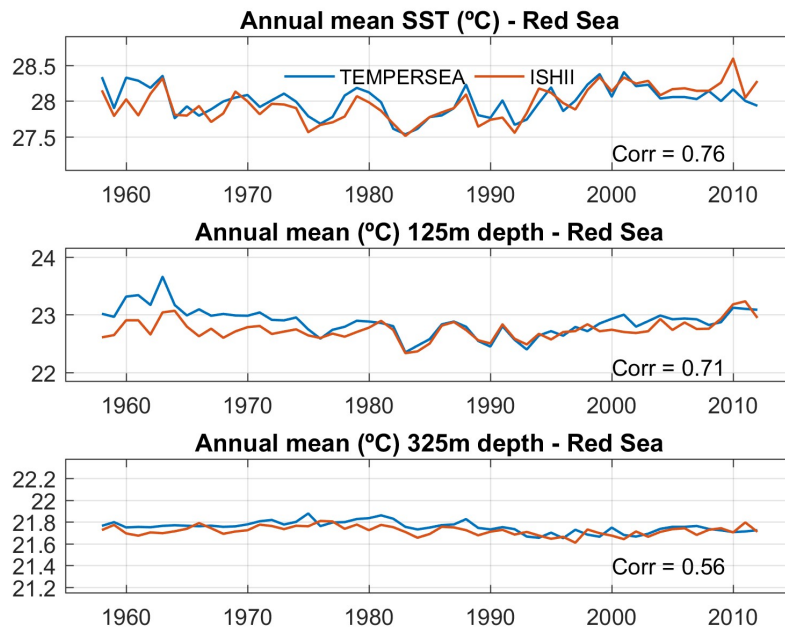 Annual mean SST (ºC) - Red Sea
28.5
28
27.5
TEMPERSEA ISHII
Corr = 0.76
1960 1970 1980 1990 2000 2010
Annual mean (ºC) 125m depth - Red Sea
24
23
22
Corr = 0.71
1960 1970 1980 1990 2000 2010
Annual mean (ºC) 325m depth - Red Sea
22.2
22
21.8
21.6
21.4
21.2
Corr = 0.56
1960 1970 1980 1990 2000 2010